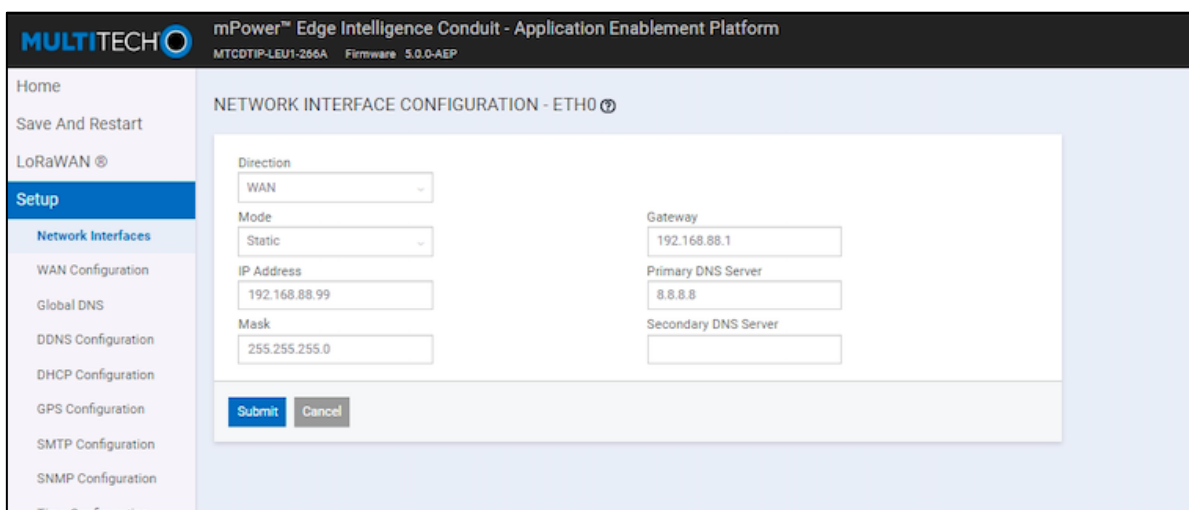 MULTITECH
mPower™ Edge Intelligence Conduit - Application Enablement Platform
MTCDTIP-LEU1-266A Firmware 5.0.0-AEP
Home
Save And Restart
LoRaWAN ®
Setup
Network Interfaces
WAN Configuration
Global DNS
DDNS Configuration
DHCP Configuration
GPS Configuration
SMTP Configuration
SNMP Configuration
NETWORK INTERFACE CONFIGURATION - ETH0 ?
Direction
WAN
Mode
Static
IP Address
192.168.88.99
Mask
255.255.255.0
Gateway
192.168.88.1
Primary DNS Server
8.8.8.8
Secondary DNS Server
Submit Cancel